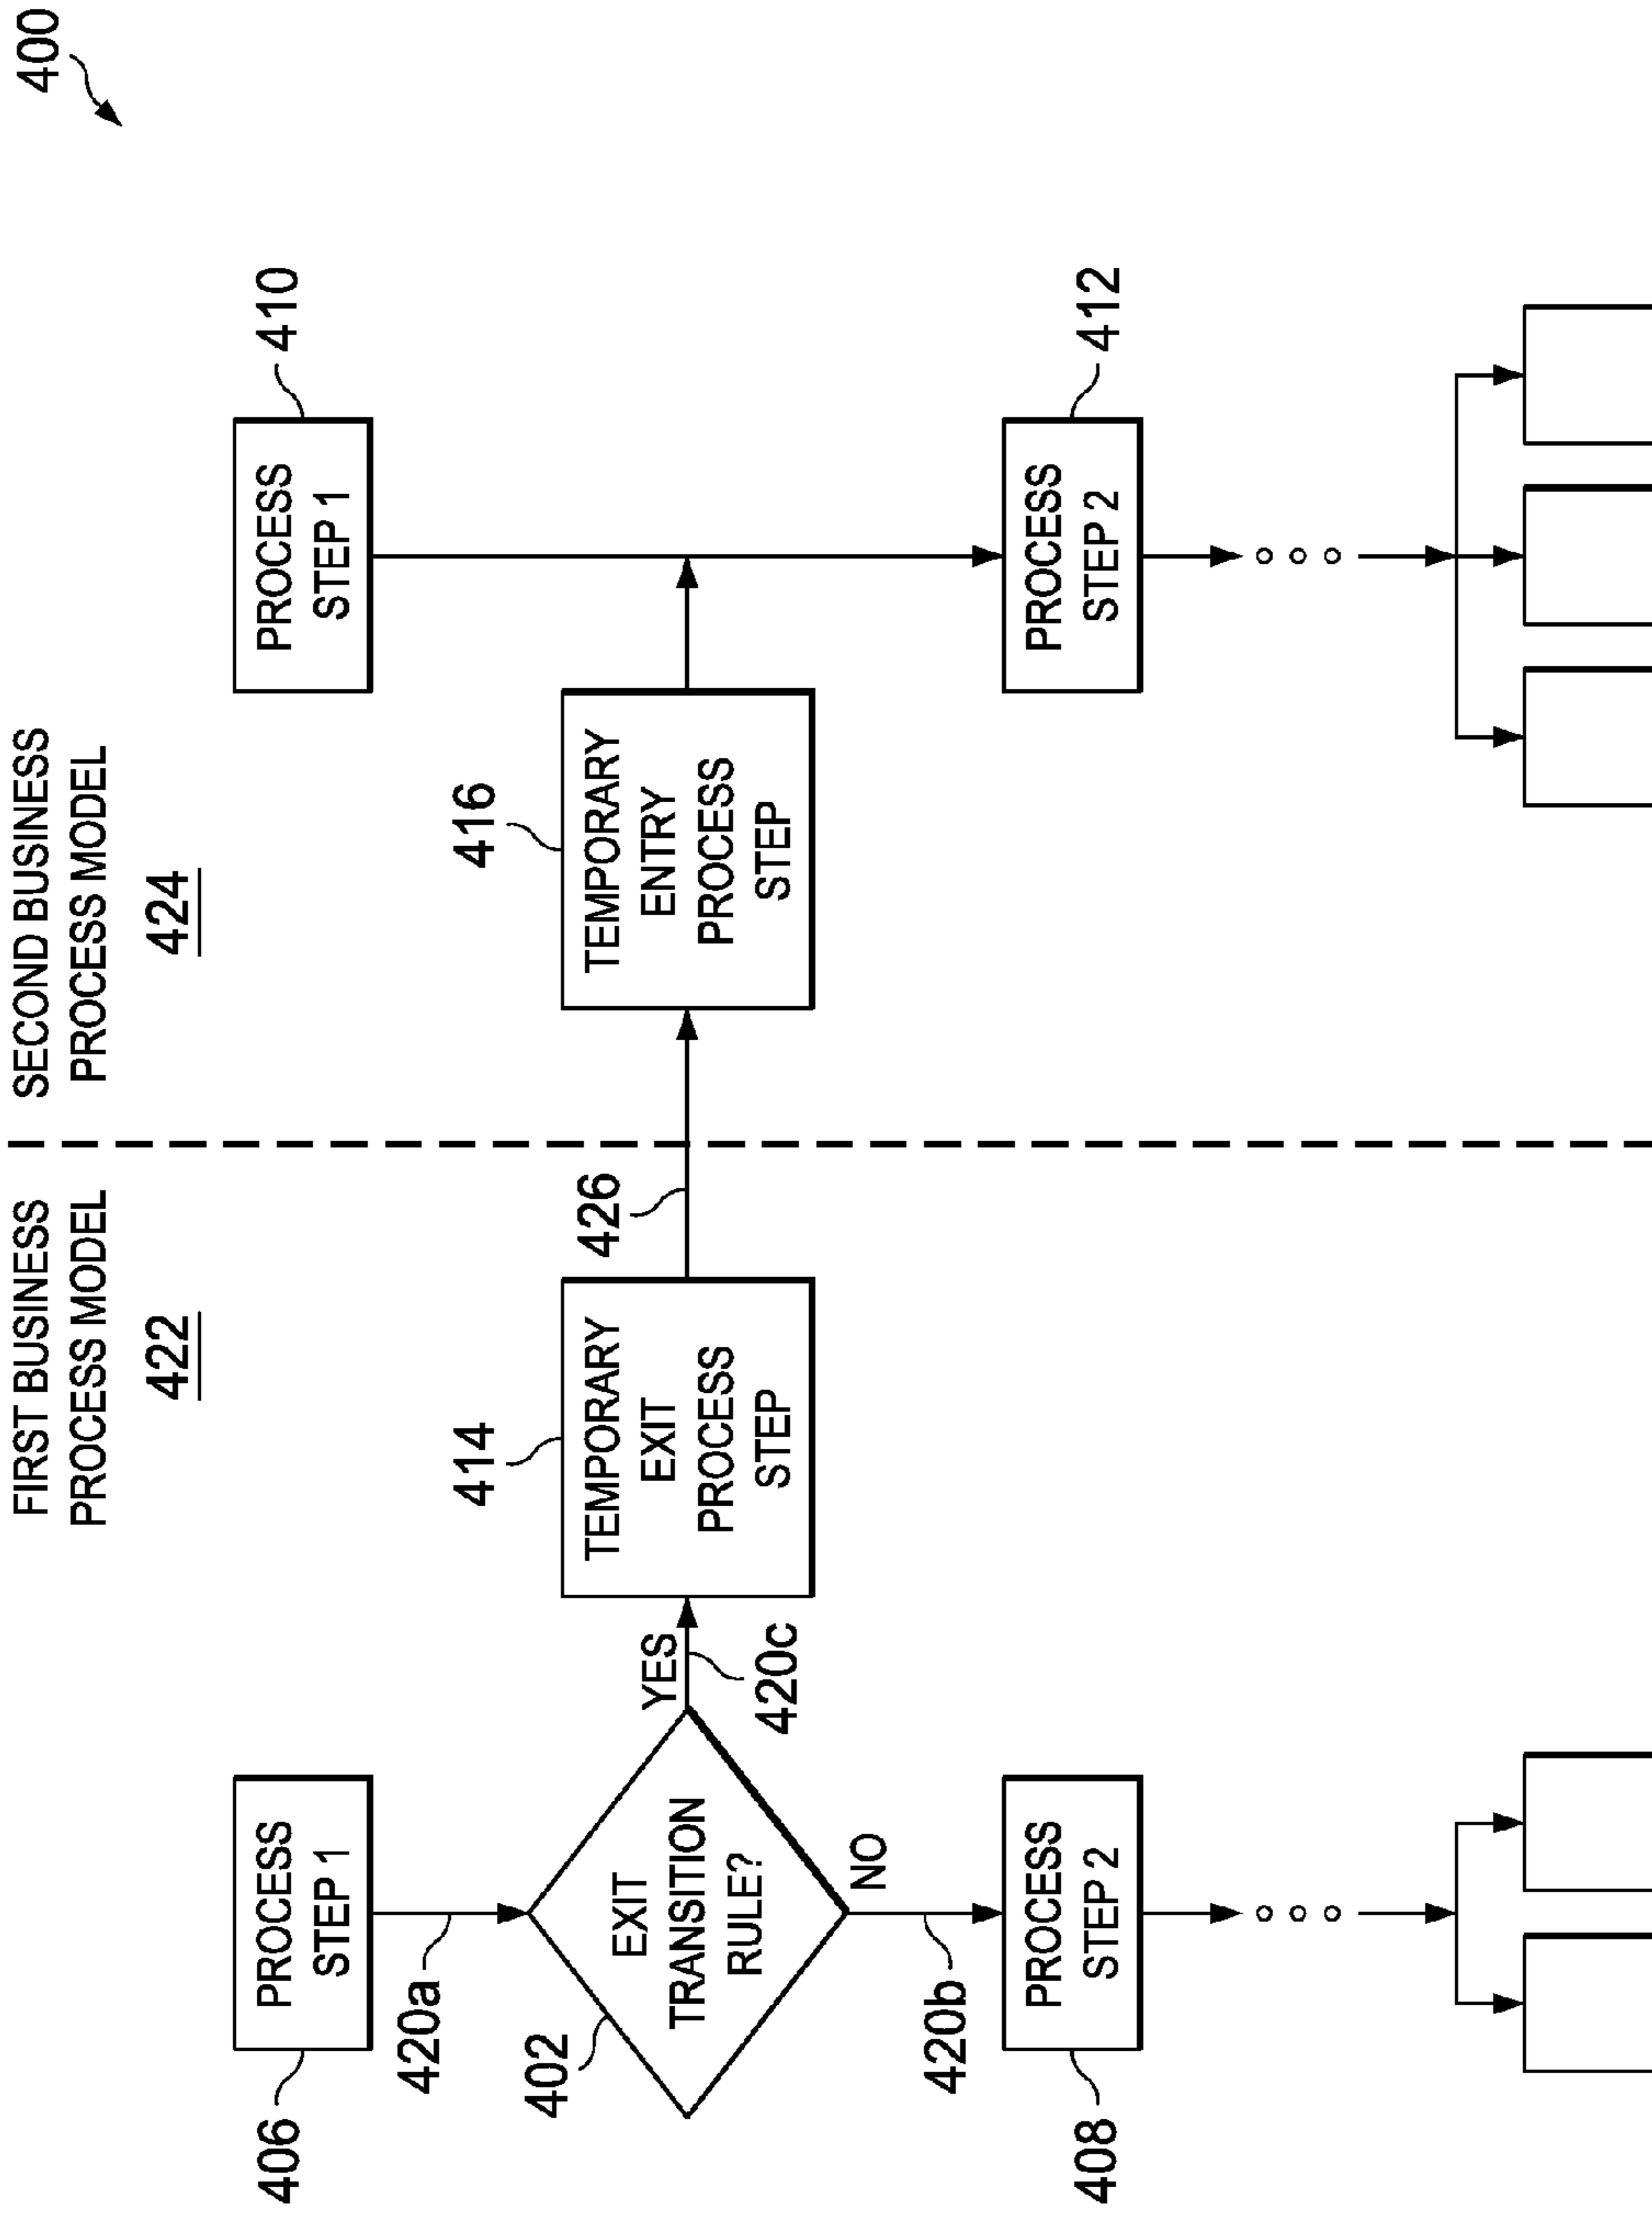 400
FIRST BUSINESS
PROCESS MODEL
422
SECOND BUSINESS
PROCESS MODEL
424
406
PROCESS
STEP 1
PROCESS
STEP 1
410
420a
402
EXIT
TRANSITION
RULE?
YES
420c
414
TEMPORARY
EXIT
PROCESS
STEP
426
416
TEMPORARY
ENTRY
PROCESS
STEP
NO
420b
408
PROCESS
STEP 2
PROCESS
STEP 2
412